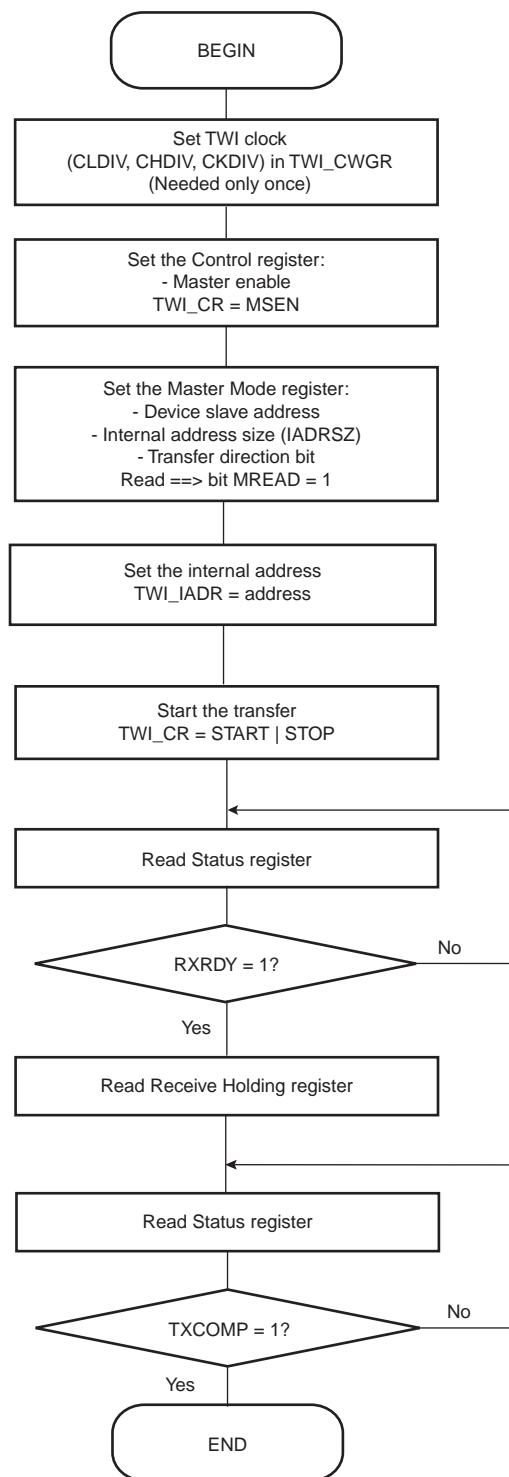 BEGIN
Set TWI clock
(CLDIV, CHDIV, CKDIV) in TWI_CWGR
(Needed only once)
Set the Control register:
- Master enable
TWI_CR = MSEN
Set the Master Mode register:
- Device slave address
- Internal address size (IADRSZ)
- Transfer direction bit
Read ==> bit MREAD = 1
Set the internal address
TWI_IADR = address
Start the transfer
TWI_CR = START | STOP
Read Status register
RXRDY = 1?
No
Yes
Read Receive Holding register
Read Status register
TXCOMP = 1?
No
Yes
END